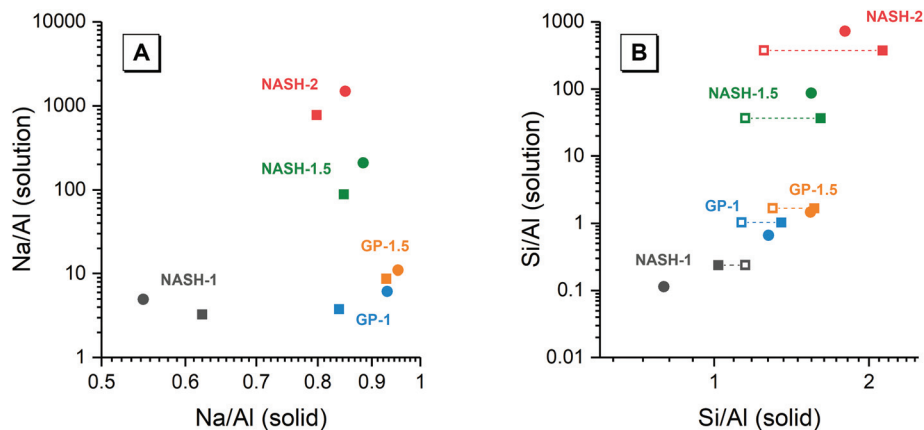 A
10000
1000
100
10
1
Na/Al (solution)
NASH-2
NASH-1.5
NASH-1
GP-1.5
GP-1
0.5
0.6
0.7
0.8
0.9
1
Na/Al (solid)
B
1000
100
10
1
0.1
0.01
Si/Al (solution)
NASH-2
NASH-1.5
GP-1.5
GP-1
NASH-1
1
2
Si/Al (solid)